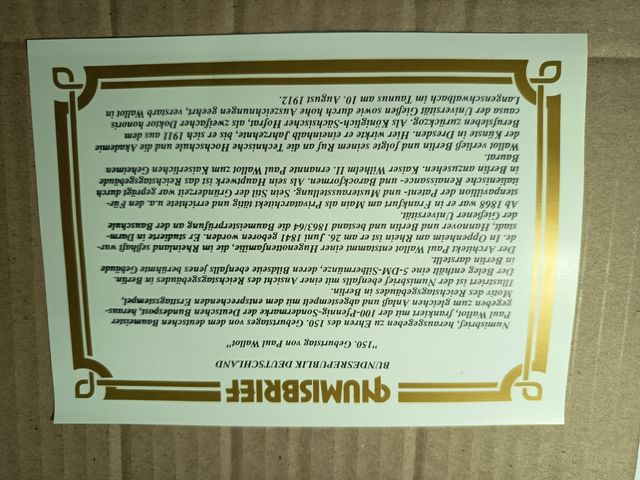 NUMISBRIEF
BUNDESREPUBLIK DEUTSCHLAND
"150. Geburtstag von Paul Wallot"
Numisbrief, herausgegeben zu Ehren des 150. Geburtstages von dem deutschen Baumeister
Paul Wallot, frankiert mit der 100-Pfennig-Sondermarke der Deutschen Bundespost, heraus-
gegeben zum gleichen Anlaß und abgestempelt mit dem entsprechenden Ersttagsstempel,
Motiv des Reichstagsgebäudes in Berlin.
Illustriert ist der Numisbrief ebenfalls mit einer Ansicht des Reichstagsgebäudes in Berlin.
Der Beleg enthält eine 5-DM-Silbermünze, deren Bildseite ebenfalls jenes berühmte Gebäude
in Berlin darstellt.
Der Architekt Paul Wallot entstammt einer Hugenotenfamilie, die im Rheinland seßhaft wur-
de. In Oppenheim am Rhein ist er am 26. Juni 1841 geboren worden. Er studierte in Darm-
stadt, Hannover und Berlin und bestand 1863/64 die Baumeisterprüfung an der Bauschule
der Gießener Universität.
Ab 1868 war er in Frankfurt am Main als Privatarchitekt tätig und errichtete u.a. den Für-
stenpavillion der Patent- und Musterausstellung. Sein Stil der Gründerzeit war geprägt durch
italienische Renaissance- und Barockformen. Als sein Hauptwerk ist das Reichstagsgebäude
in Berlin anzusehen. Kaiser Wilhelm II. ernannte Paul Wallot zum Kaiserlichen Geheimen
Baurat.
Wallot verließ Berlin und folgte seinem Ruf an die Technische Hochschule und die Akademie
der Künste in Dresden. Hier wirkte er eineinhalb Jahrzehnte, bis er sich 1911 aus dem
Berufsleben zurückzog. Als Königlich-Sächsischer Hofrat, als zweifacher Doktor honoris
causa der Universität Gießen sowie durch hohe Auszeichnungen geehrt, verstarb Wallot in
Langenschwalbach im Taunus am 10. August 1912.